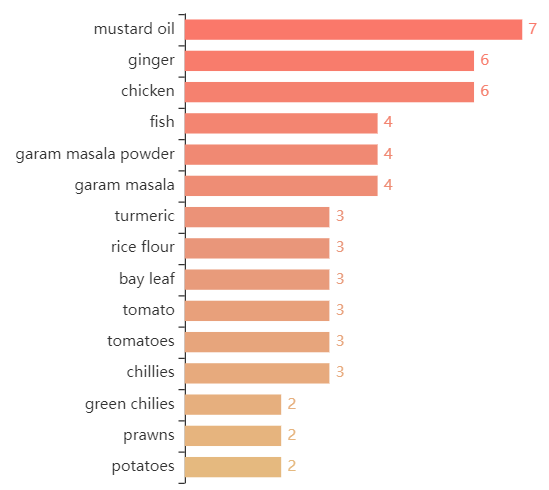 mustard oil 7
ginger 6
chicken 6
fish 4
garam masala powder 4
garam masala 4
turmeric 3
rice flour 3
bay leaf 3
tomato 3
tomatoes 3
chillies 3
green chilies 2
prawns 2
potatoes 2